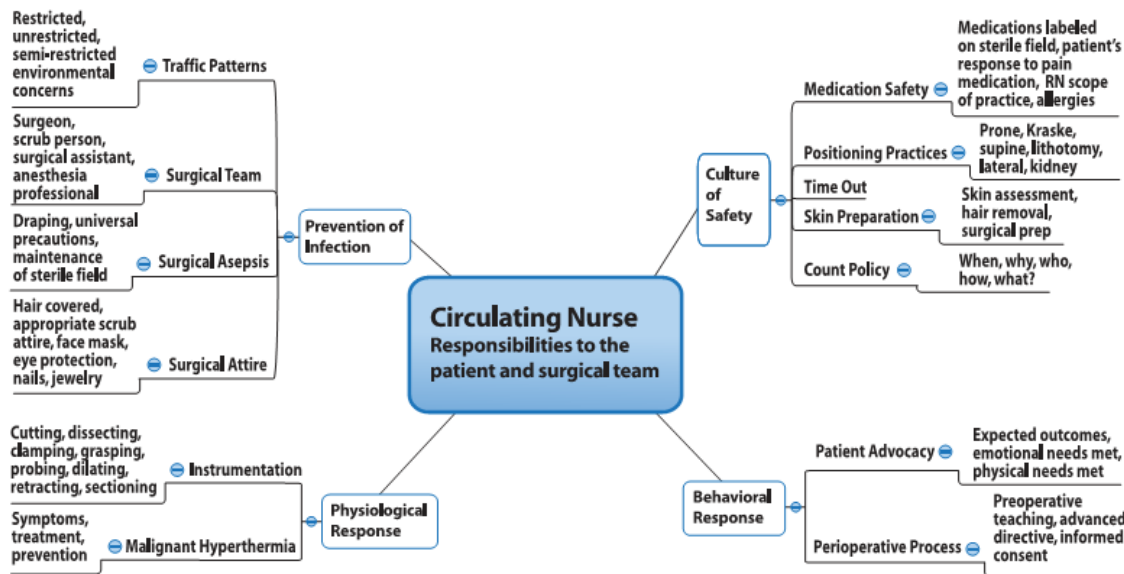 Circulating Nurse
Responsibilities to the
patient and surgical team
Prevention of
Infection
Traffic Patterns
Restricted,
unrestricted,
semi-restricted
environmental
concerns
Surgical Team
Surgeon,
scrub person,
surgical assistant,
anesthesia
professional
Surgical Asepsis
Draping, universal
precautions,
maintenance
of sterile field
Surgical Attire
Hair covered,
appropriate scrub
attire, face mask,
eye protection,
nails, jewelry
Culture
of
Safety
Medication Safety
Medications labeled
on sterile field, patient's
response to pain
medication, RN scope
of practice, allergies
Positioning Practices
Prone, Kraske,
supine, lithotomy,
lateral, kidney
Time Out
Skin Preparation
Skin assessment,
hair removal,
surgical prep
Count Policy
When, why, who,
how, what?
Physiological
Response
Instrumentation
Cutting, dissecting,
clamping, grasping,
probing, dilating,
retracting, sectioning
Malignant Hyperthermia
Symptoms,
treatment,
prevention
Behavioral
Response
Patient Advocacy
Expected outcomes,
emotional needs met,
physical needs met
Perioperative Process
Preoperative
teaching, advanced
directive, informed
consent